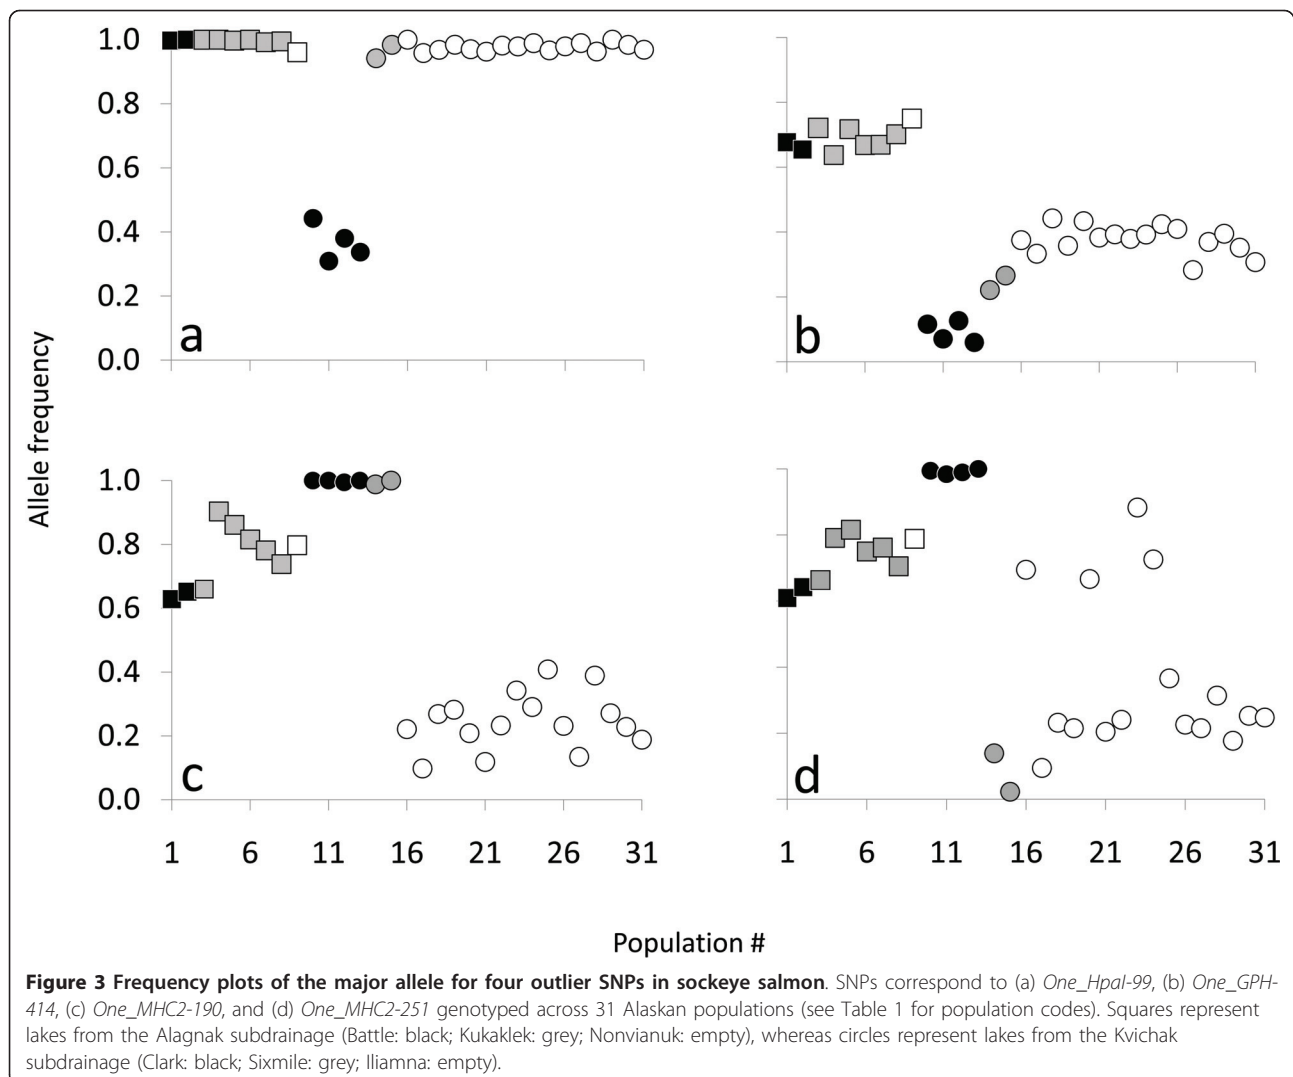 1.0
0.8
0.6
0.4
0.2
0.0
a
b
Allele frequency
1.0
0.8
0.6
0.4
0.2
0.0
c
d
1 6 11 16 21 26 31
1 6 11 16 21 26 31
Population #
Figure 3 Frequency plots of the major allele for four outlier SNPs in sockeye salmon. SNPs correspond to (a) One_HpaI-99, (b) One_GPH-
414, (c) One_MHC2-190, and (d) One_MHC2-251 genotyped across 31 Alaskan populations (see Table 1 for population codes). Squares represent
lakes from the Alagnak subdrainage (Battle: black; Kukaklek: grey; Nonvianuk: empty), whereas circles represent lakes from the Kvichak
subdrainage (Clark: black; Sixmile: grey; Iliamna: empty).